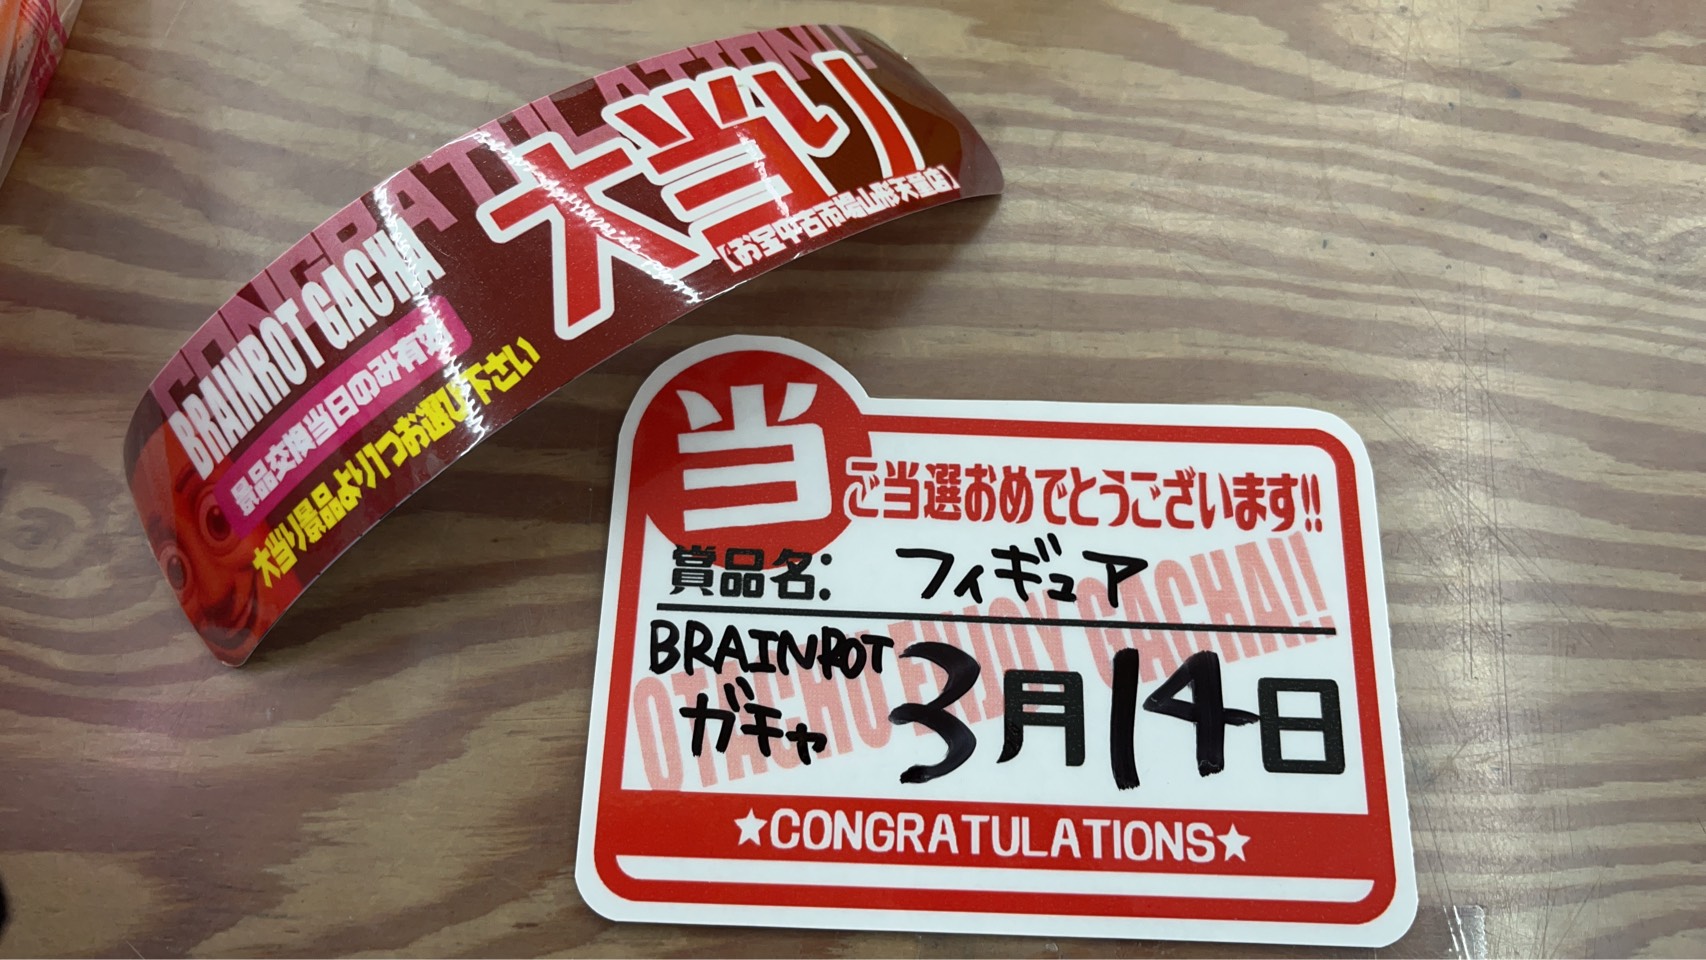 CONGRATULATION!!
大当り
【お宝中古市場山形天童店】
BRAINROT GACHA
景品交換当日のみ有効
大当り景品より1つお選び下さい
当
ご当選おめでとうございます!!
賞品名: フィギュア
BRAINROT
ガチャ
3月14日
OTACHU ENJOY GACHA!!
★CONGRATULATIONS★